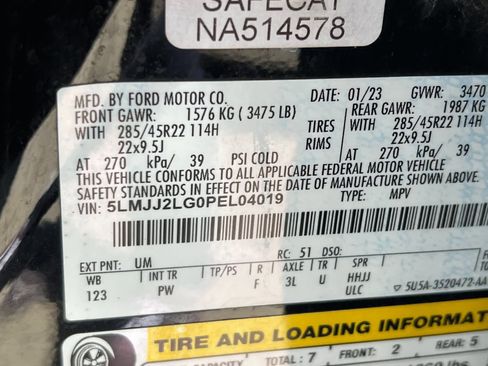 SAFECAT
NA514578
MFD. BY FORD MOTOR CO.
DATE: 01/23 GVWR: 3470
FRONT GAWR: 1576 KG ( 3475 LB) REAR GAWR: 1987 KG
WITH 285/45R22 114H TIRES WITH 285/45R22 114H
22x9.5J RIMS 22x9.5J
AT 270 kPa/ 39 PSI COLD AT 270 kPa/ 39
THIS VEHICLE CONFORMS TO ALL APPLICABLE FEDERAL MOTOR VEHICLE
SAFETY STANDARDS IN EFFECT ON THE DATE OF MANUFACTURE
VIN: 5LMJJ2LG0PEL04019
TYPE: MPV
EXT PNT: UM RC: 51 DSO:
WB INT TR TP/PS R AXLE TR SPR
123 PW F 3L U HHJJ
ULC 5U5A-3520472-AA
TIRE AND LOADING INFORMATION
TOTAL : 7 FRONT: 2 REAR: 5